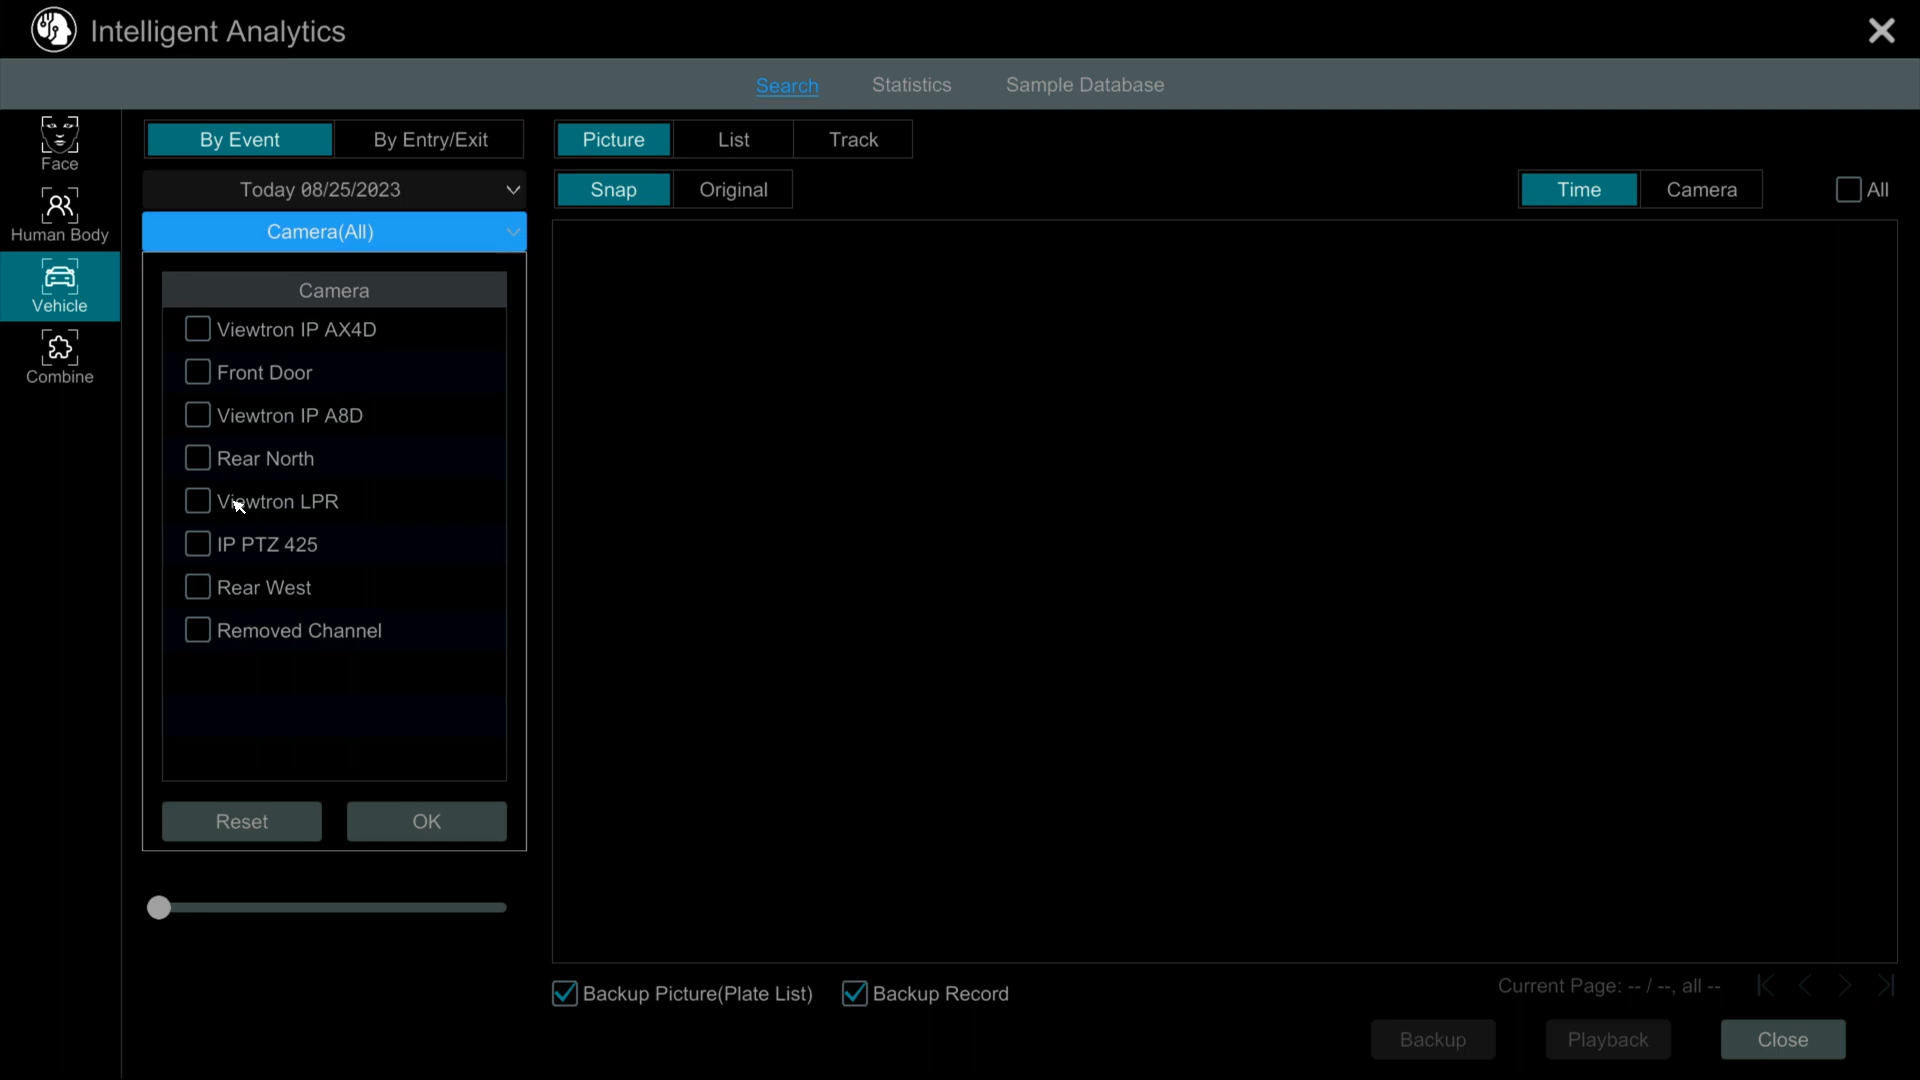 Intelligent Analytics
Search Statistics Sample Database
Face
Human Body
Vehicle
Combine
By Event By Entry/Exit
Today 08/25/2023
Camera(All)
Camera
Viewtron IP AX4D
Front Door
Viewtron IP A8D
Rear North
Viewtron LPR
IP PTZ 425
Rear West
Removed Channel
Reset OK
Picture List Track
Snap Original
Time Camera All
Backup Picture(Plate List) Backup Record
Current Page: -- / --, all --
Backup Playback Close